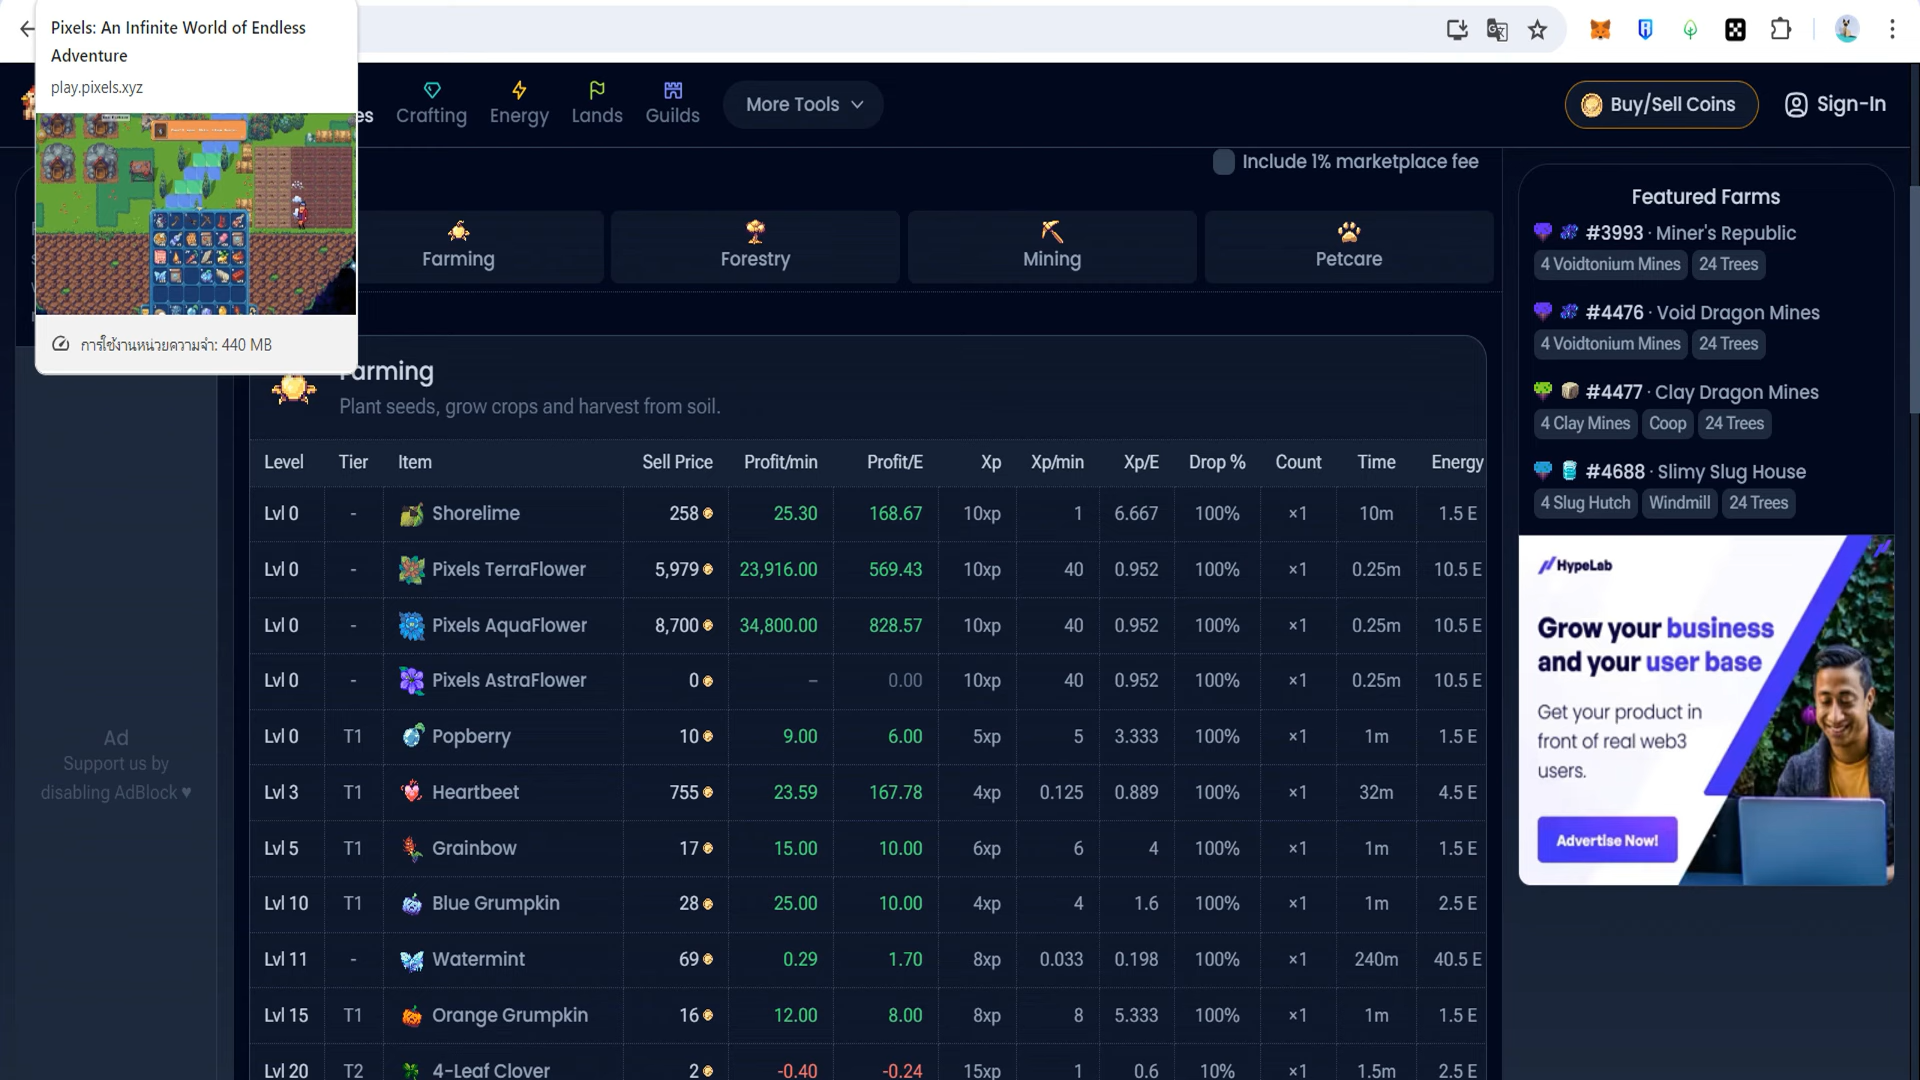 Pixels: An Infinite World of Endless
Adventure
play.pixels.xyz
การใช้งานหน่วยความจำ: 440 MB
es
Crafting
Energy
Lands
Guilds
More Tools
Buy/Sell Coins
Sign-In
Include 1% marketplace fee
Farming
Forestry
Mining
Petcare
Farming
Plant seeds, grow crops and harvest from soil.
Level Tier Item Sell Price Profit/min Profit/E Xp Xp/min Xp/E Drop % Count Time Energy
Lvl 0 - Shorelime 258 25.30 168.67 10xp 1 6.667 100% ×1 10m 1.5 E
Lvl 0 - Pixels TerraFlower 5,979 23,916.00 569.43 10xp 40 0.952 100% ×1 0.25m 10.5 E
Lvl 0 - Pixels AquaFlower 8,700 34,800.00 828.57 10xp 40 0.952 100% ×1 0.25m 10.5 E
Lvl 0 - Pixels AstraFlower 0 – 0.00 10xp 40 0.952 100% ×1 0.25m 10.5 E
Lvl 0 T1 Popberry 10 9.00 6.00 5xp 5 3.333 100% ×1 1m 1.5 E
Lvl 3 T1 Heartbeet 755 23.59 167.78 4xp 0.125 0.889 100% ×1 32m 4.5 E
Lvl 5 T1 Grainbow 17 15.00 10.00 6xp 6 4 100% ×1 1m 1.5 E
Lvl 10 T1 Blue Grumpkin 28 25.00 10.00 4xp 4 1.6 100% ×1 1m 2.5 E
Lvl 11 - Watermint 69 0.29 1.70 8xp 0.033 0.198 100% ×1 240m 40.5 E
Lvl 15 T1 Orange Grumpkin 16 12.00 8.00 8xp 8 5.333 100% ×1 1m 1.5 E
Lvl 20 T2 4-Leaf Clover 2 -0.40 -0.24 15xp 1 0.6 10% ×1 1.5m 2.5 E
Ad
Support us by
disabling AdBlock ♥
Featured Farms
#3993 · Miner's Republic
4 Voidtonium Mines 24 Trees
#4476 · Void Dragon Mines
4 Voidtonium Mines 24 Trees
#4477 · Clay Dragon Mines
4 Clay Mines Coop 24 Trees
#4688 · Slimy Slug House
4 Slug Hutch Windmill 24 Trees
HypeLab
Grow your business
and your user base
Get your product in
front of real web3
users.
Advertise Now!